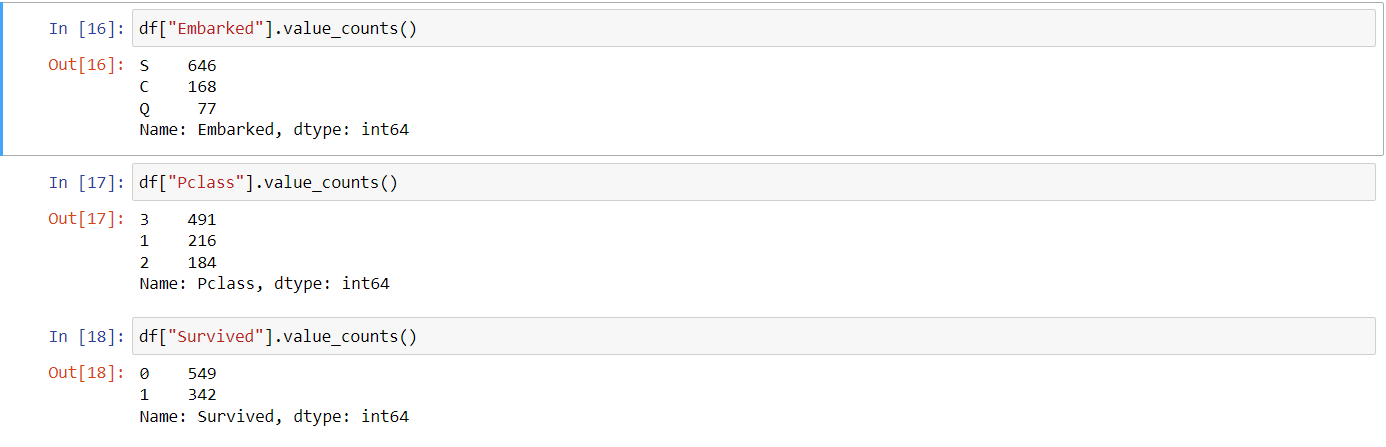 In [16]: df["Embarked"].value_counts()
Out[16]: S    646
C    168
Q     77
Name: Embarked, dtype: int64
In [17]: df["Pclass"].value_counts()
Out[17]: 3    491
1    216
2    184
Name: Pclass, dtype: int64
In [18]: df["Survived"].value_counts()
Out[18]: 0    549
1    342
Name: Survived, dtype: int64